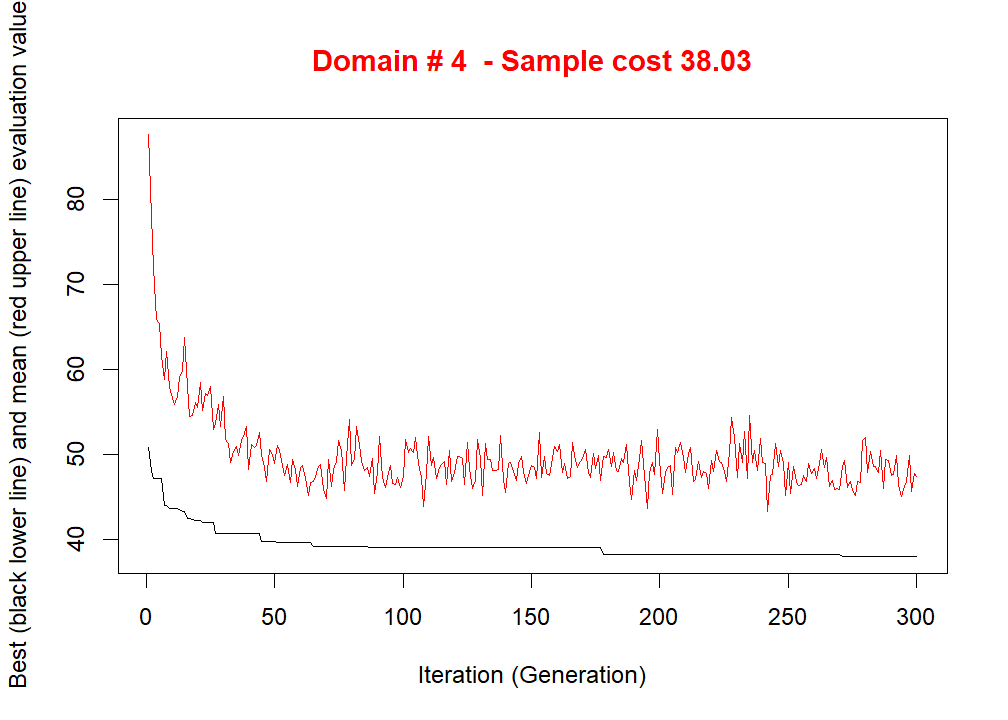 Domain # 4  - Sample cost 38.03
Best (black lower line) and mean (red upper line) evaluation value
80
70
60
50
40
0 50 100 150 200 250 300
Iteration (Generation)